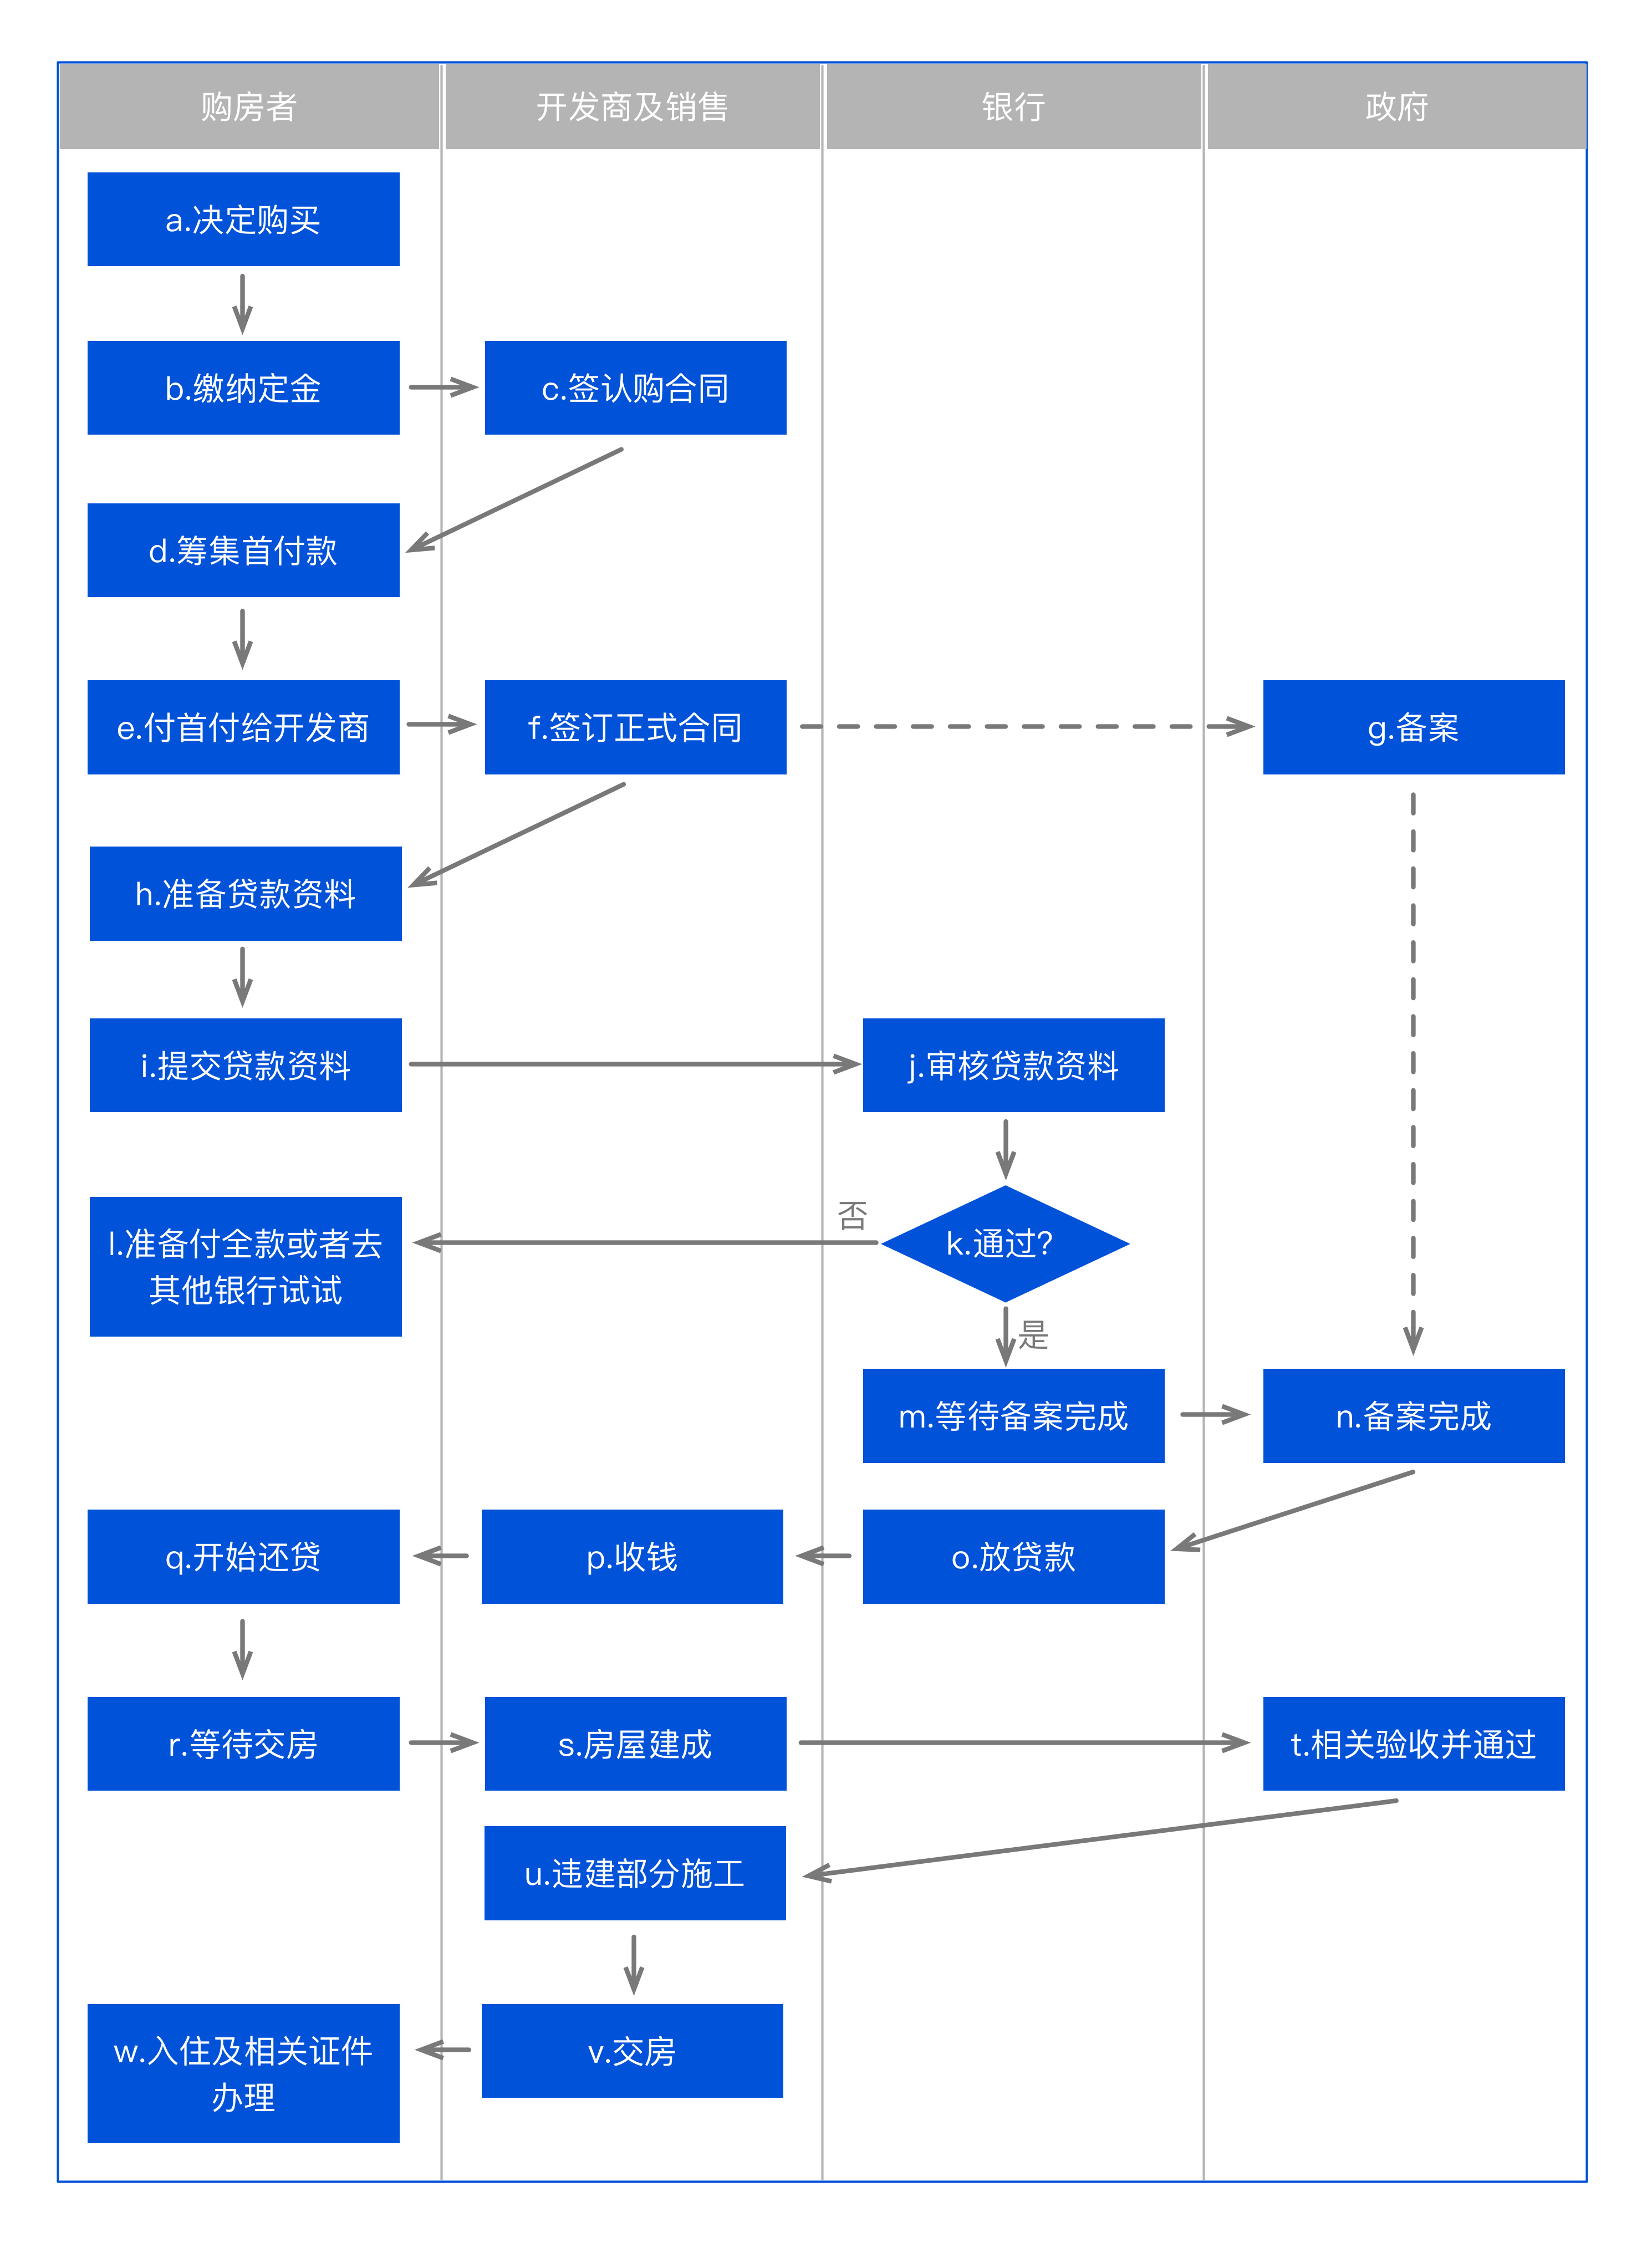 购房者
开发商及销售
银行
政府
a.决定购买
b.缴纳定金
c.签认购合同
d.筹集首付款
e.付首付给开发商
f.签订正式合同
g.备案
h.准备贷款资料
i.提交贷款资料
j.审核贷款资料
否
k.通过?
l.准备付全款或者去
其他银行试试
是
m.等待备案完成
n.备案完成
q.开始还贷
p.收钱
o.放贷款
r.等待交房
s.房屋建成
t.相关验收并通过
u.违建部分施工
w.入住及相关证件
办理
v.交房